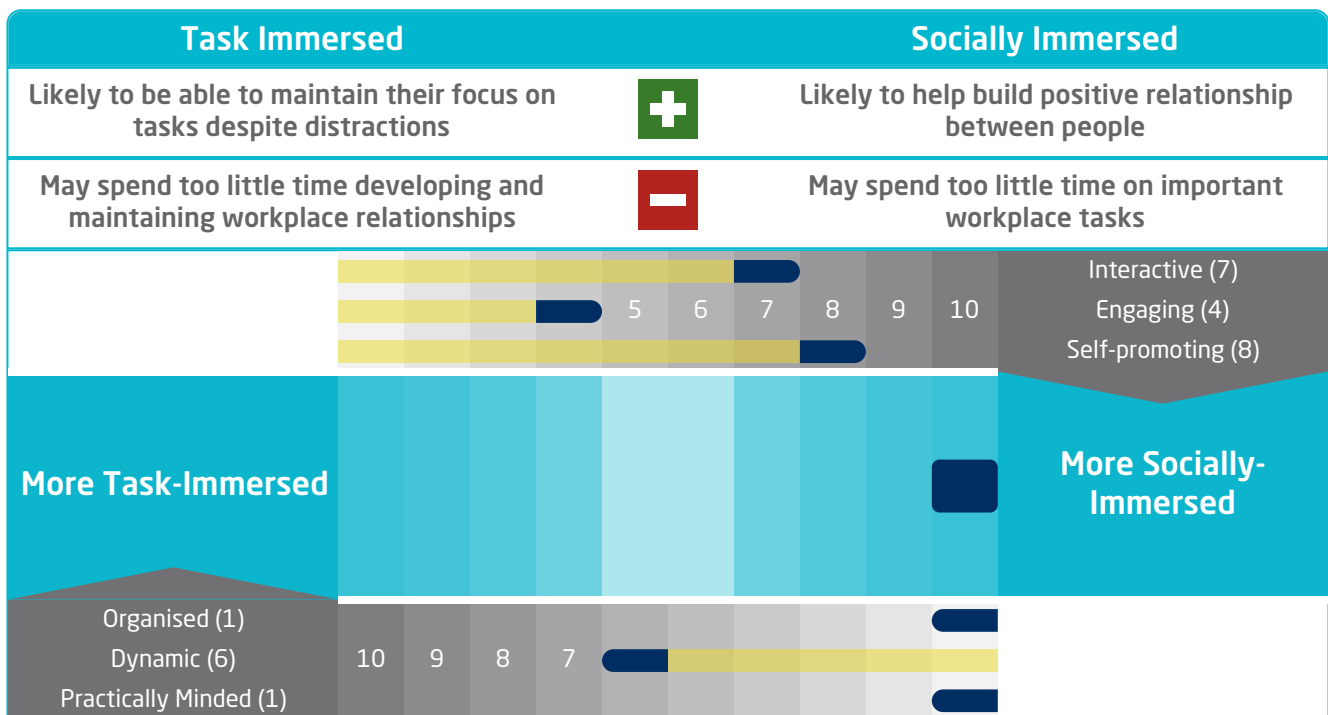 Task Immersed
Socially Immersed
Likely to be able to maintain their focus on
tasks despite distractions
Likely to help build positive relationship
between people
May spend too little time developing and
maintaining workplace relationships
May spend too little time on important
workplace tasks
Interactive (7)
5 6 7 8 9 10
Engaging (4)
Self-promoting (8)
More Task-Immersed
More Socially-
Immersed
Organised (1)
Dynamic (6)
10 9 8 7
Practically Minded (1)